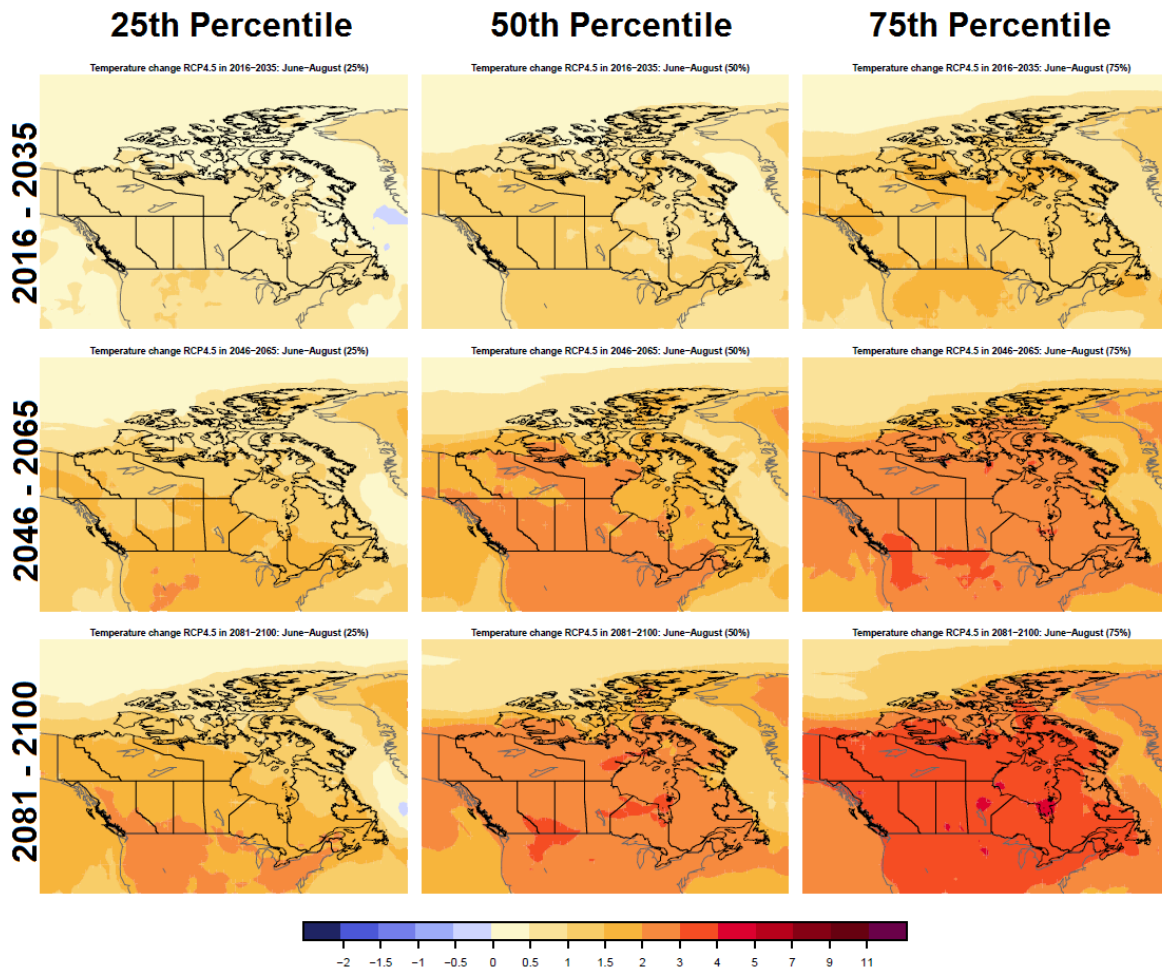 25th Percentile 50th Percentile 75th Percentile
2016 - 2035
Temperature change RCP4.5 in 2016−2035: June−August (25%)
Temperature change RCP4.5 in 2016−2035: June−August (50%)
Temperature change RCP4.5 in 2016−2035: June−August (75%)
2046 - 2065
Temperature change RCP4.5 in 2046−2065: June−August (25%)
Temperature change RCP4.5 in 2046−2065: June−August (50%)
Temperature change RCP4.5 in 2046−2065: June−August (75%)
2081 - 2100
Temperature change RCP4.5 in 2081−2100: June−August (25%)
Temperature change RCP4.5 in 2081−2100: June−August (50%)
Temperature change RCP4.5 in 2081−2100: June−August (75%)
−2 −1.5 −1 −0.5 0 0.5 1 1.5 2 3 4 5 7 9 11